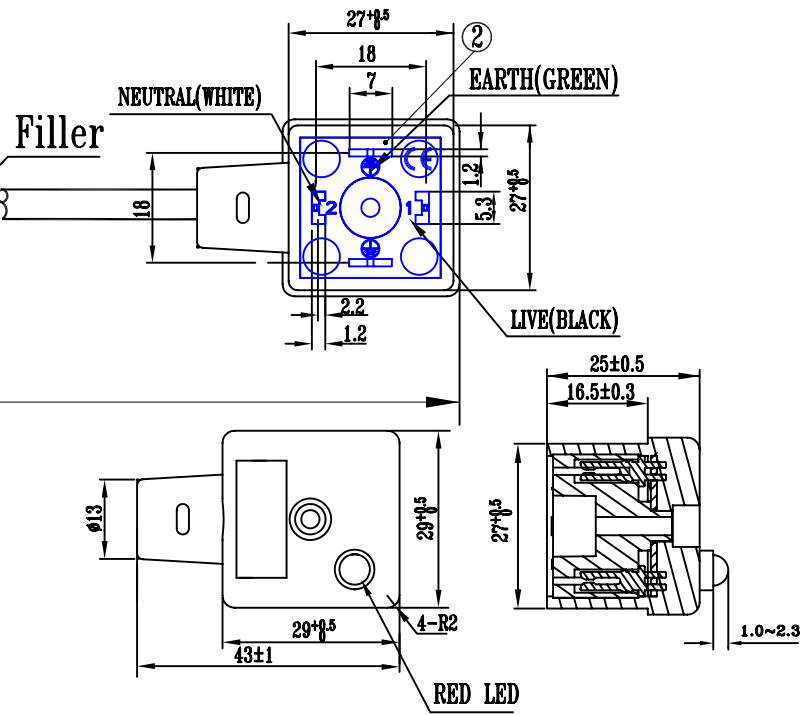 27+0.5 0
18
7
2
EARTH(GREEN)
NEUTRAL(WHITE)
Filler
CE
1.2
18
2
1
5.3
27+0.5 0
2.2
1.2
LIVE(BLACK)
25±0.5
16.5±0.3
ø13
29+0.5 0
27+0.5 0
29+0.5 0
4-R2
43±1
1.0~2.3
RED LED